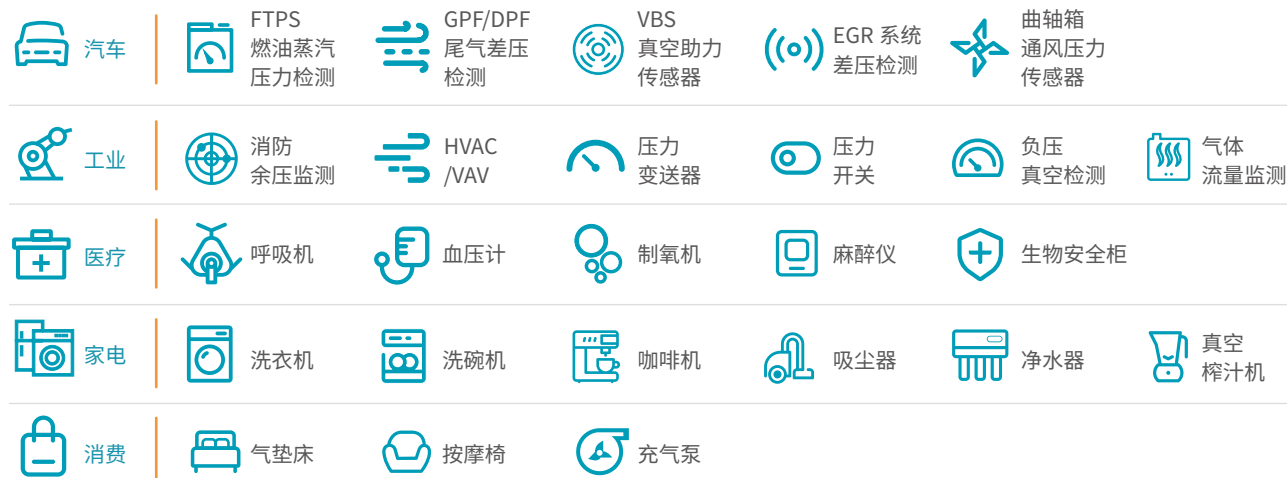 汽车
FTPS
燃油蒸汽
压力检测
GPF/DPF
尾气差压
检测
VBS
真空助力
传感器
EGR 系统
差压检测
曲轴箱
通风压力
传感器
工业
消防
余压监测
HVAC
/VAV
压力
变送器
压力
开关
负压
真空检测
气体
流量监测
医疗
呼吸机
血压计
制氧机
麻醉仪
生物安全柜
家电
洗衣机
洗碗机
咖啡机
吸尘器
净水器
真空
榨汁机
消费
气垫床
按摩椅
充气泵